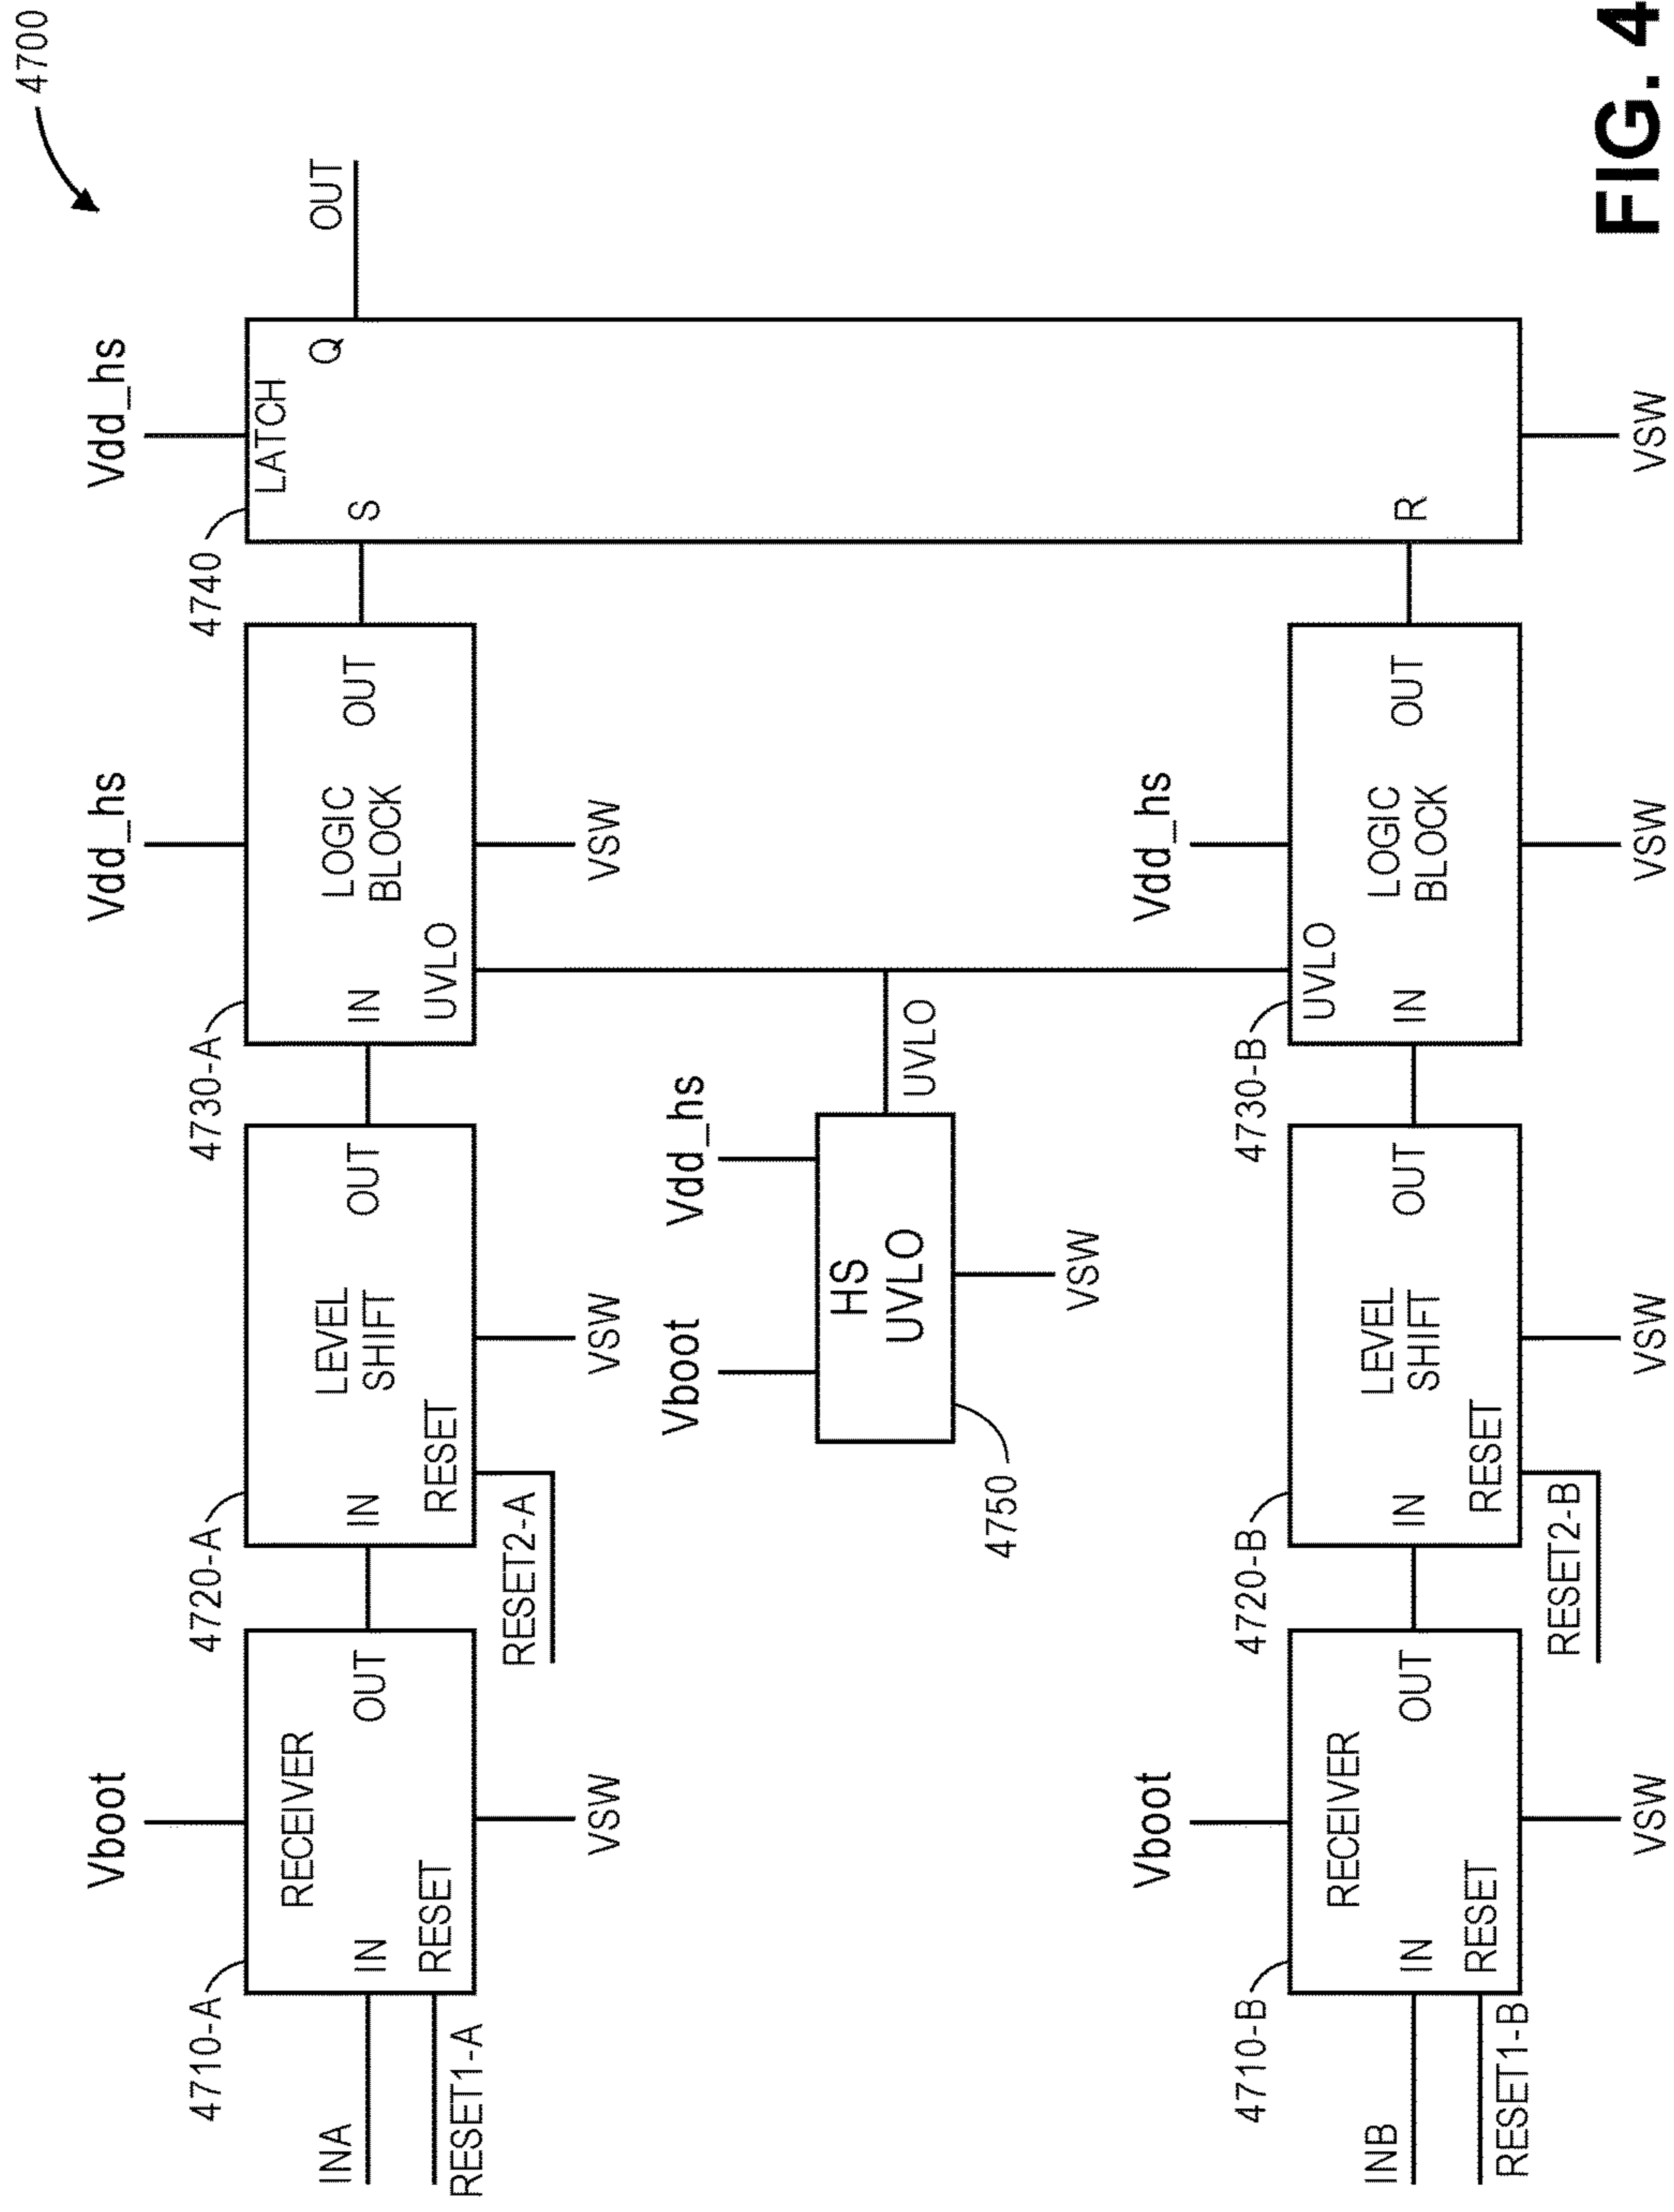 4700
Vdd_hs
Vdd_hs
Vboot
4710-A
4720-A
4730-A
4740
INA
RESET1-A
RECEIVER
IN
OUT
RESET
VSW
LEVEL
SHIFT
IN
OUT
RESET
RESET2-A
VSW
LOGIC
BLOCK
IN
OUT
UVLO
VSW
LATCH
S
Q
R
OUT
VSW
Vboot
Vdd_hs
HS
UVLO
UVLO
VSW
4750
Vboot
Vdd_hs
4710-B
4720-B
4730-B
INB
RESET1-B
RECEIVER
IN
OUT
RESET
VSW
LEVEL
SHIFT
IN
OUT
RESET
RESET2-B
VSW
UVLO
LOGIC
BLOCK
IN
OUT
VSW
FIG. 4